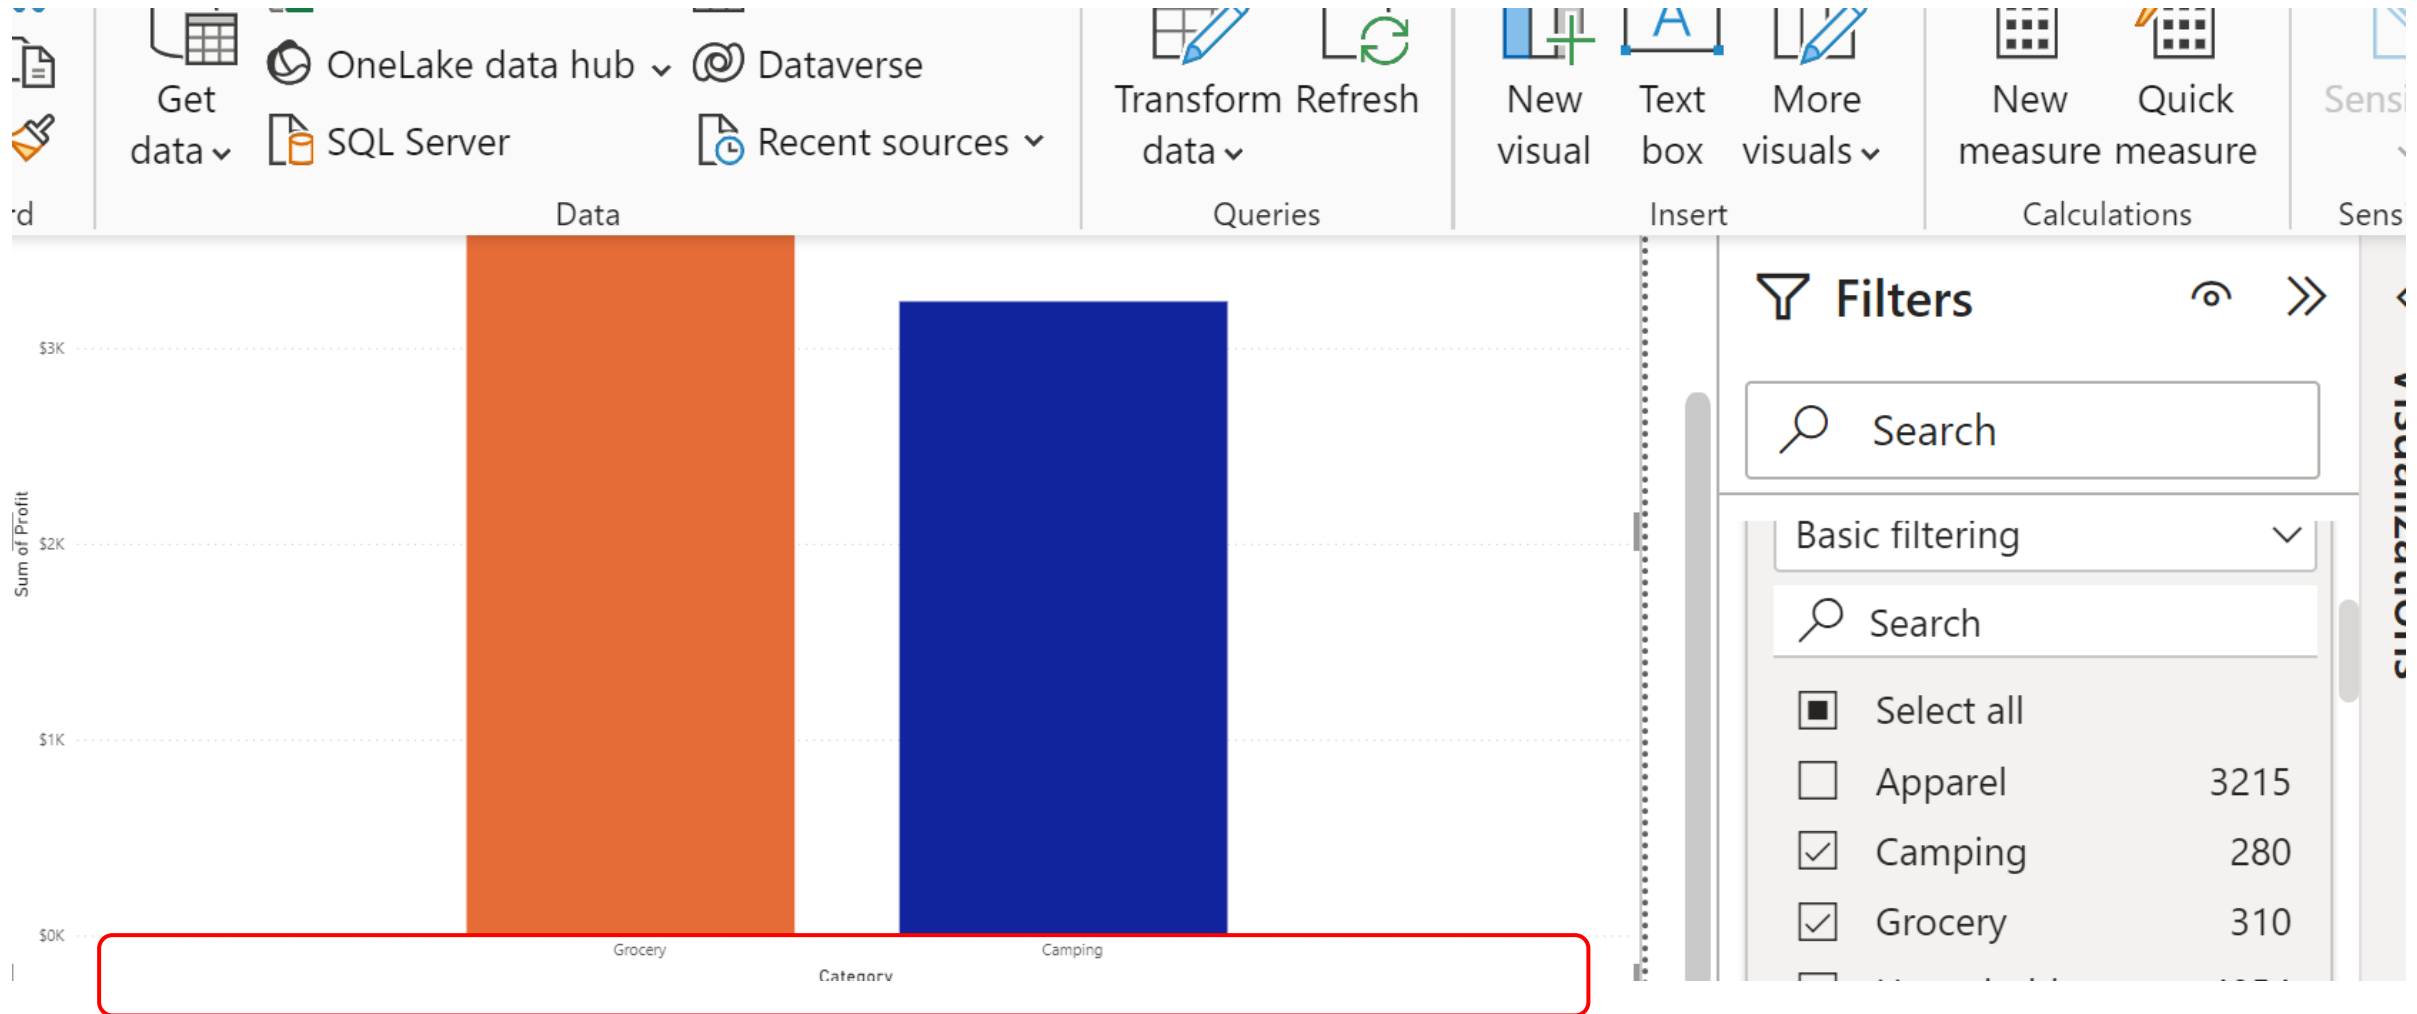 OneLake data hub
Dataverse
Get data
SQL Server
Recent sources
Transform data
Refresh
New visual
Text box
More visuals
New measure
Quick measure
Data
Queries
Insert
Calculations
$3K
$2K
$1K
$0K
Sum of Profit
Grocery
Camping
Category
Filters
Search
Basic filtering
Search
Select all
Apparel 3215
Camping 280
Grocery 310
Visualizations